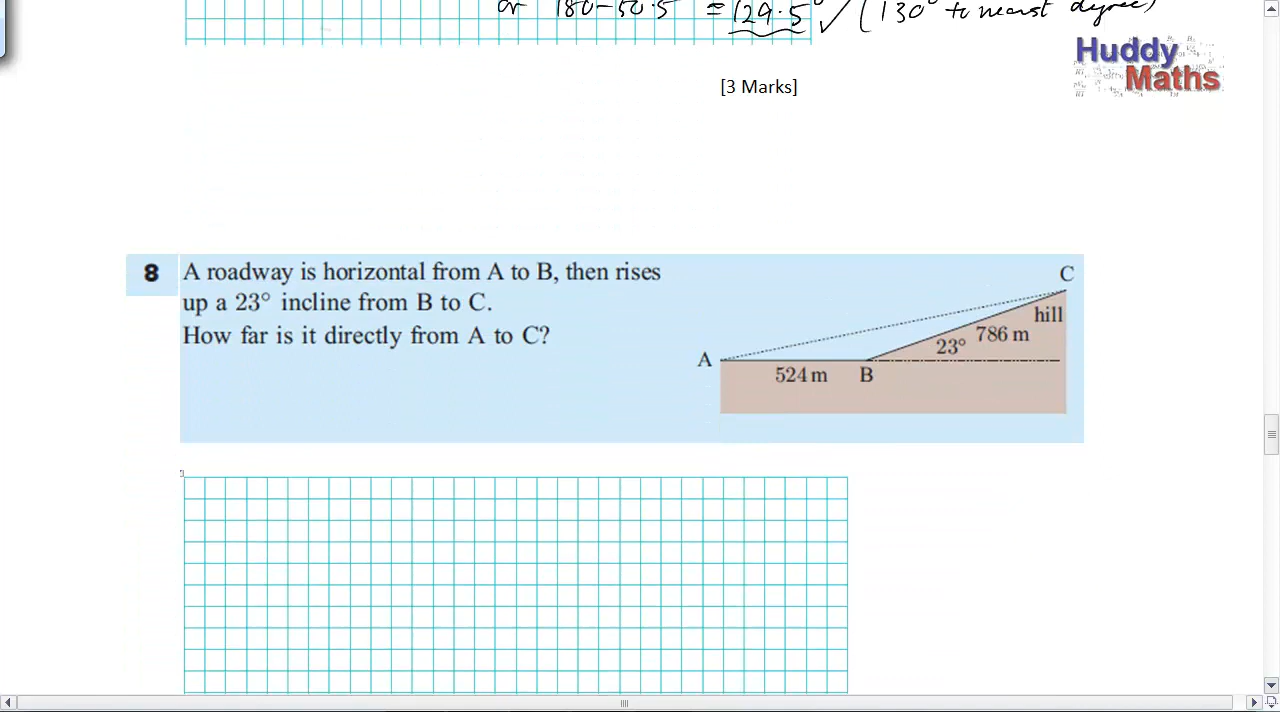 or 180-50.5 = 129.5° √ (130° to nearest degree)
Huddy
Maths
[3 Marks]
8 A roadway is horizontal from A to B, then rises
up a 23° incline from B to C.
How far is it directly from A to C?
C
hill
786 m
23°
A
524 m B